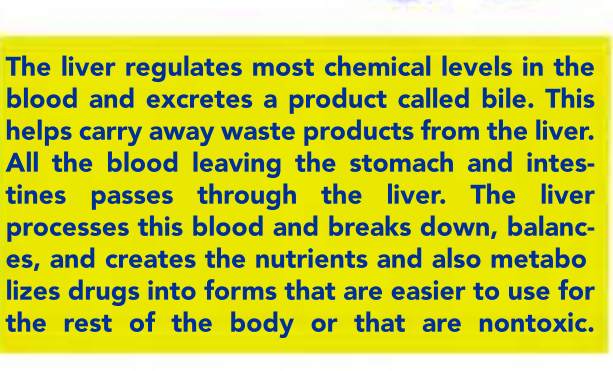 The liver regulates most chemical levels in the
blood and excretes a product called bile. This
helps carry away waste products from the liver.
All the blood leaving the stomach and intes-
tines passes through the liver. The liver
processes this blood and breaks down, balanc-
es, and creates the nutrients and also metabo
lizes drugs into forms that are easier to use for
the rest of the body or that are nontoxic.